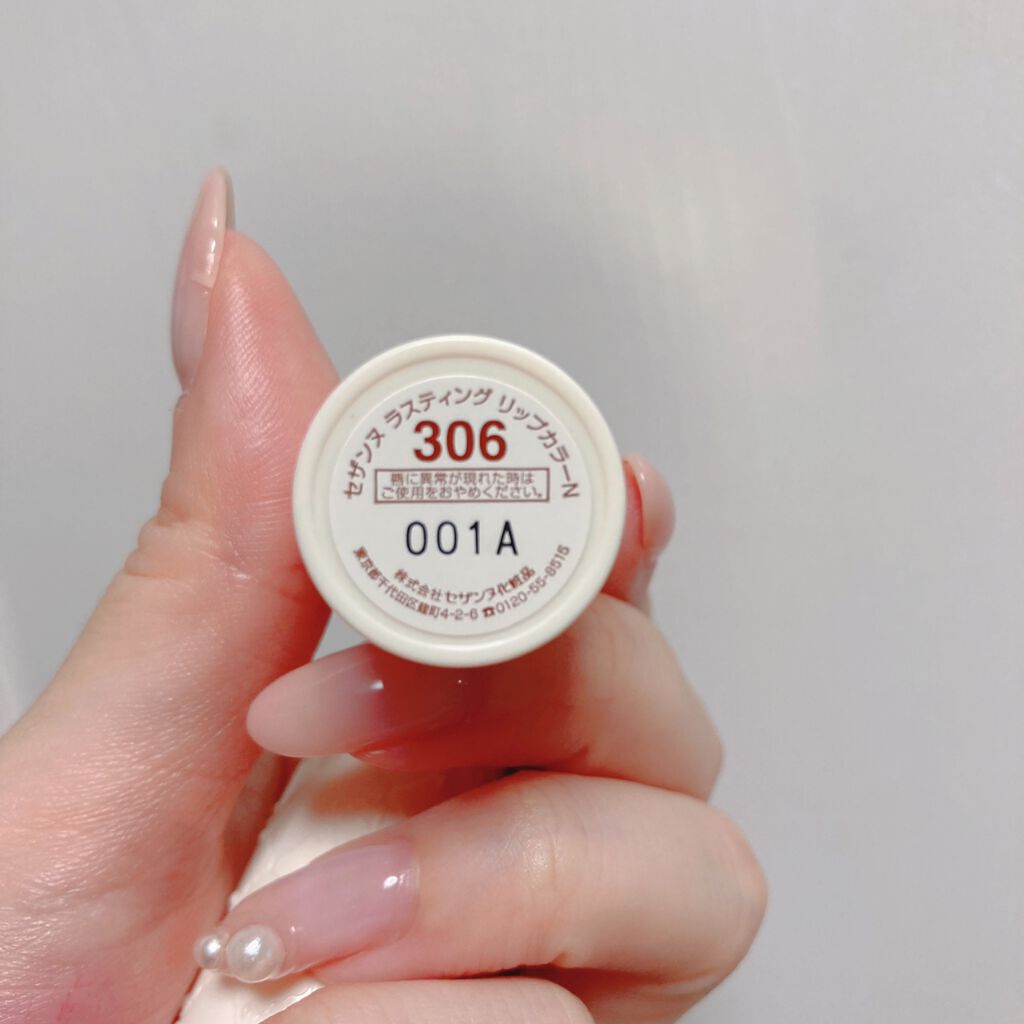 セザンヌ ラスティング リップカラーN
306
唇に異常が現れた時は
ご使用をおやめください。
001A
株式会社セザンヌ化粧品
東京都千代田区麹町4-2-6 ☎0120-55-8515